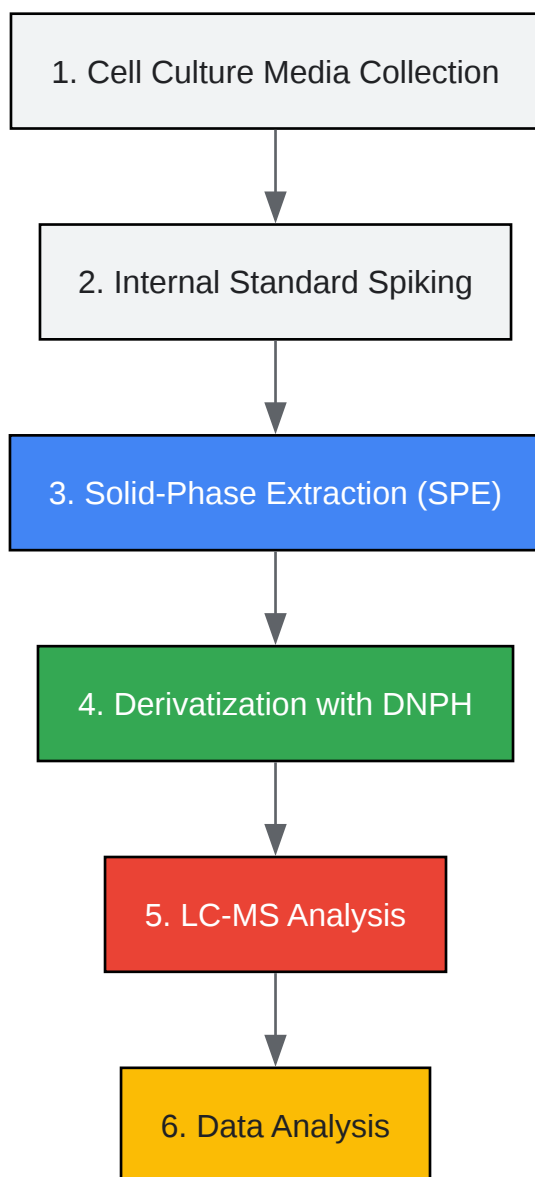 1. Cell Culture Media Collection
2. Internal Standard Spiking
3. Solid-Phase Extraction (SPE)
4. Derivatization with DNPH
5. LC-MS Analysis
6. Data Analysis